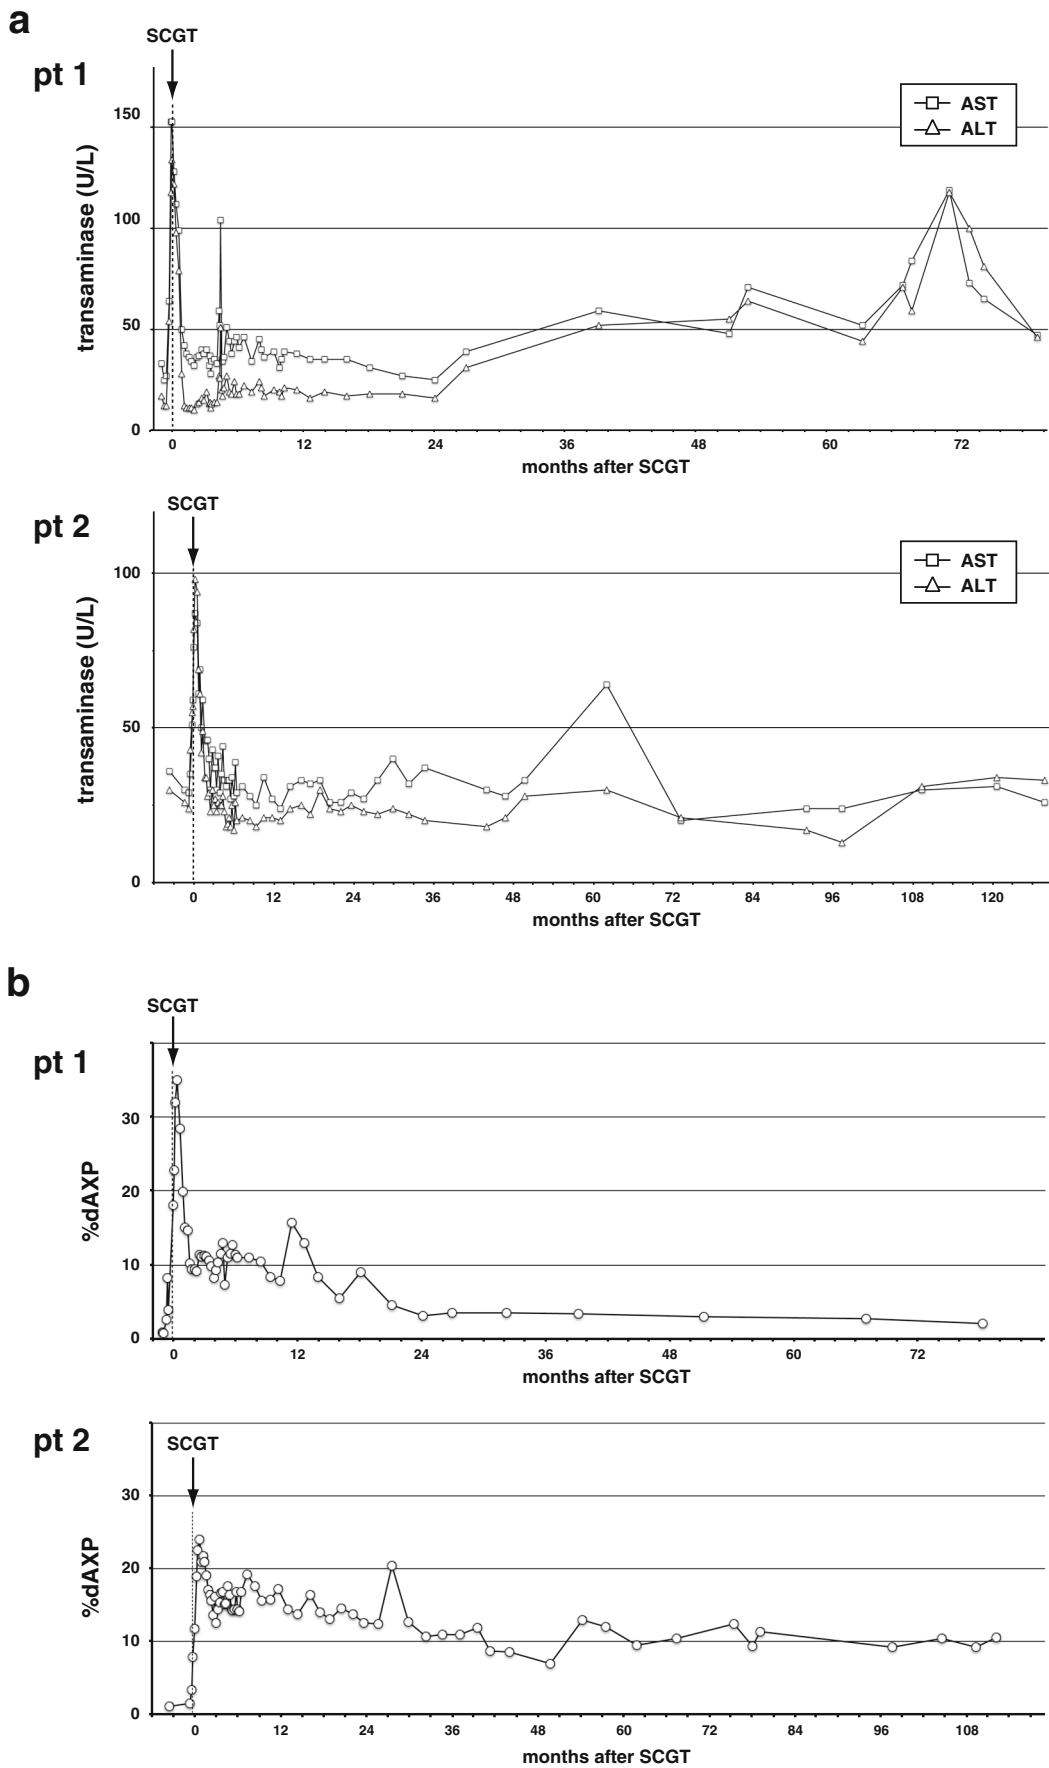 a
SCGT
pt 1
AST
ALT
150
100
50
0
transaminase (U/L)
0 12 24 36 48 60 72
months after SCGT
SCGT
pt 2
AST
ALT
100
50
0
transaminase (U/L)
0 12 24 36 48 60 72 84 96 108 120
months after SCGT
b
SCGT
pt 1
30
20
10
0
%dAXP
0 12 24 36 48 60 72
months after SCGT
pt 2
SCGT
30
20
10
0
%dAXP
0 12 24 36 48 60 72 84 96 108
months after SCGT